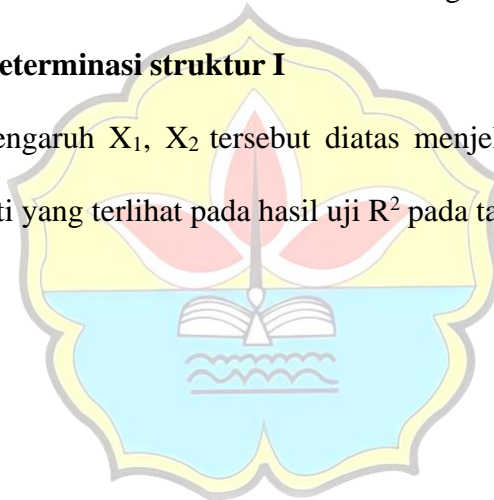 eterminasi struktur I
engaruh X₁, X₂ tersebut diatas menjel
ti yang terlihat pada hasil uji R² pada ta